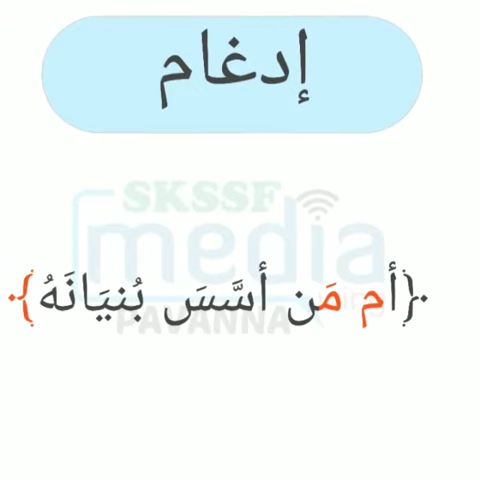 إدغام
SKSSF
media
PAVANNA
﴿أم مَن أسَّسَ بُنيَانَهُ﴾